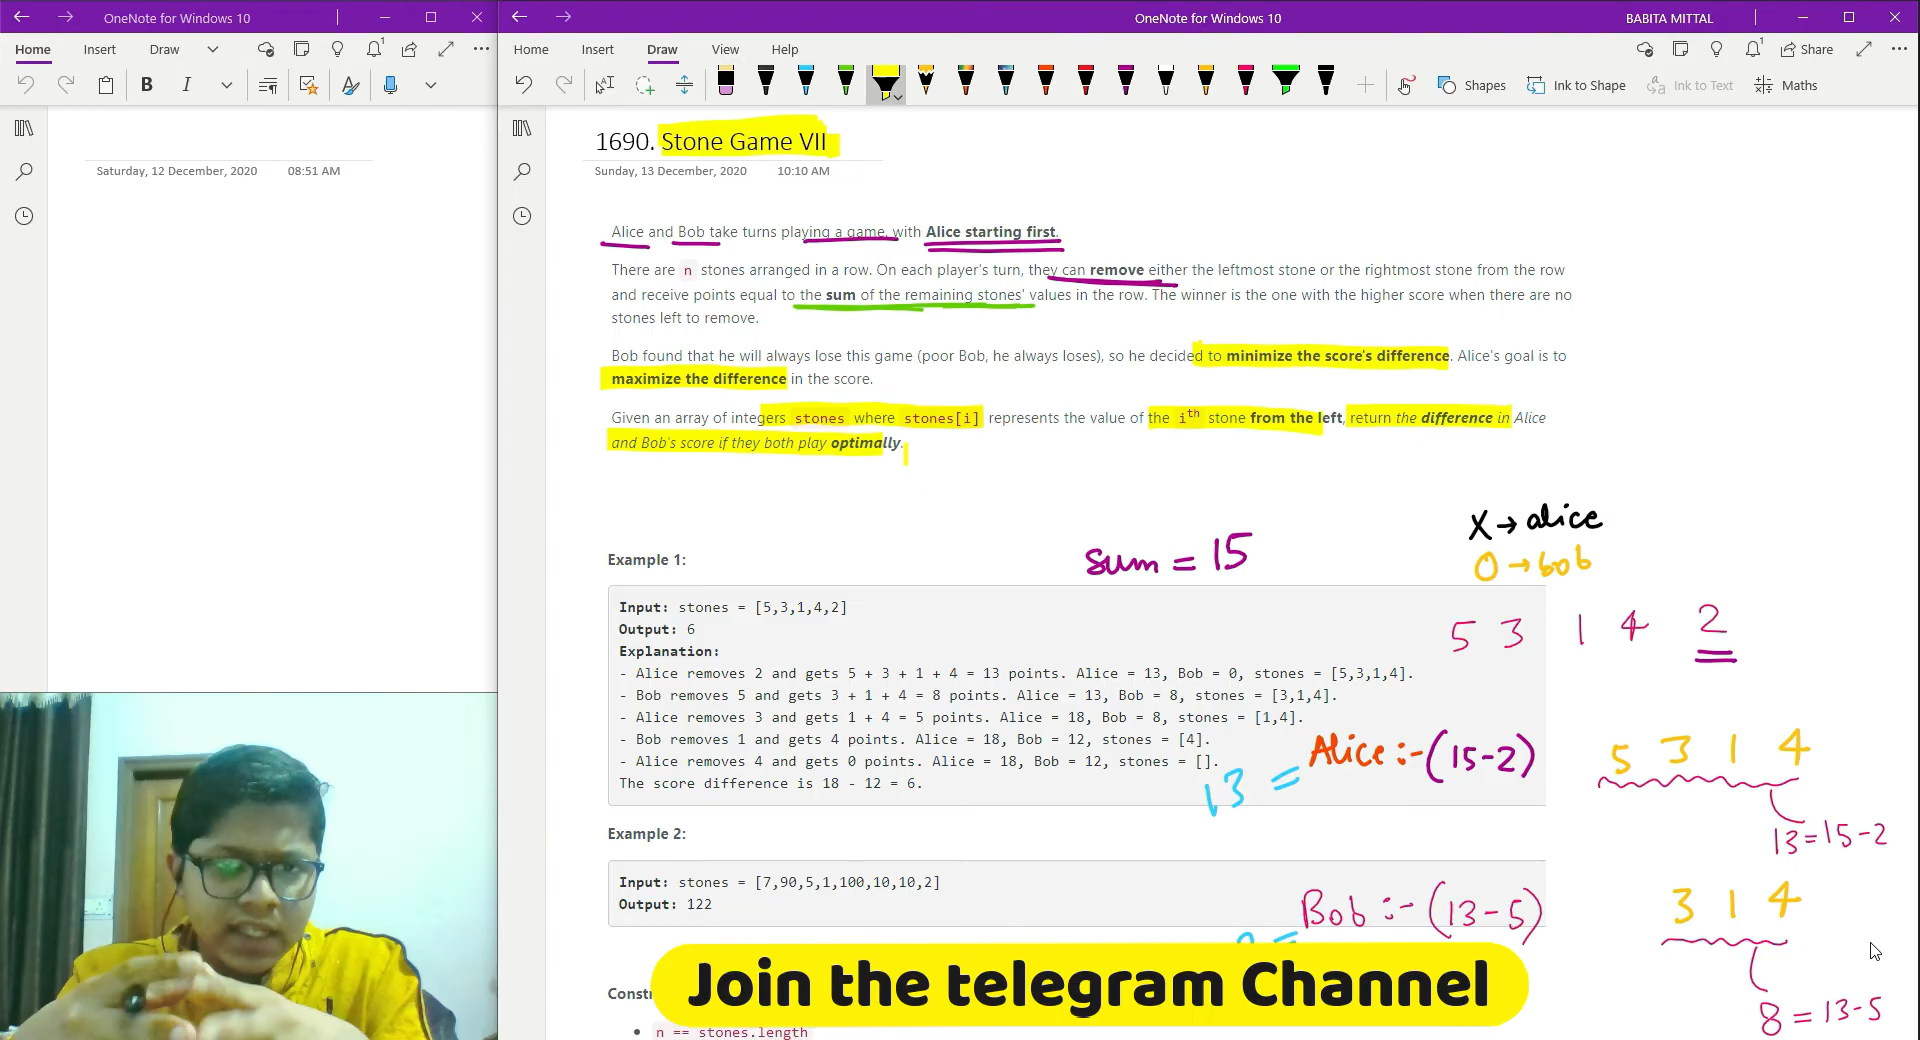 OneNote for Windows 10
Home Insert Draw
B I
Saturday, 12 December, 2020 08:51 AM
OneNote for Windows 10 BABITA MITTAL
Home Insert Draw View Help Share
Shapes Ink to Shape Ink to Text Maths
1690. Stone Game VII
Sunday, 13 December, 2020 10:10 AM
Alice and Bob take turns playing a game, with Alice starting first.
There are n stones arranged in a row. On each player's turn, they can remove either the leftmost stone or the rightmost stone from the row
and receive points equal to the sum of the remaining stones' values in the row. The winner is the one with the higher score when there are no
stones left to remove.
Bob found that he will always lose this game (poor Bob, he always loses), so he decided to minimize the score's difference. Alice's goal is to
maximize the difference in the score.
Given an array of integers stones where stones[i] represents the value of the ith stone from the left, return the difference in Alice
and Bob's score if they both play optimally.
X → alice
O → bob
sum = 15
Example 1:
Input: stones = [5,3,1,4,2]
Output: 6
Explanation:
- Alice removes 2 and gets 5 + 3 + 1 + 4 = 13 points. Alice = 13, Bob = 0, stones = [5,3,1,4].
- Bob removes 5 and gets 3 + 1 + 4 = 8 points. Alice = 13, Bob = 8, stones = [3,1,4].
- Alice removes 3 and gets 1 + 4 = 5 points. Alice = 18, Bob = 8, stones = [1,4].
- Bob removes 1 and gets 4 points. Alice = 18, Bob = 12, stones = [4].
- Alice removes 4 and gets 0 points. Alice = 18, Bob = 12, stones = [].
The score difference is 18 - 12 = 6.
5 3 1 4 2
13 = Alice :- (15-2)
5 3 1 4
13 = 15-2
Example 2:
Input: stones = [7,90,5,1,100,10,10,2]
Output: 122
Bob :- (13-5)
3 1 4
8 = 13-5
Join the telegram Channel
n == stones.length